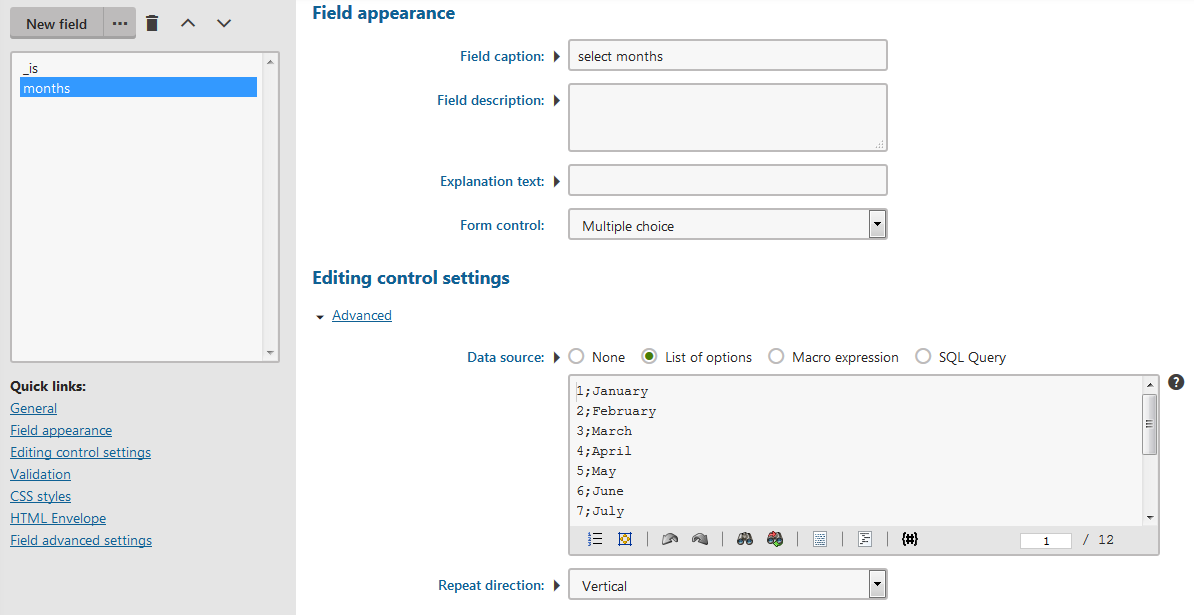 New field ...
_is
months
Quick links:
General
Field appearance
Editing control settings
Validation
CSS styles
HTML Envelope
Field advanced settings
Field appearance
Field caption: select months
Field description:
Explanation text:
Form control: Multiple choice
Editing control settings
Advanced
Data source: None List of options Macro expression SQL Query
?
1;January
2;February
3;March
4;April
5;May
6;June
7;July
{#} 1 / 12
Repeat direction: Vertical